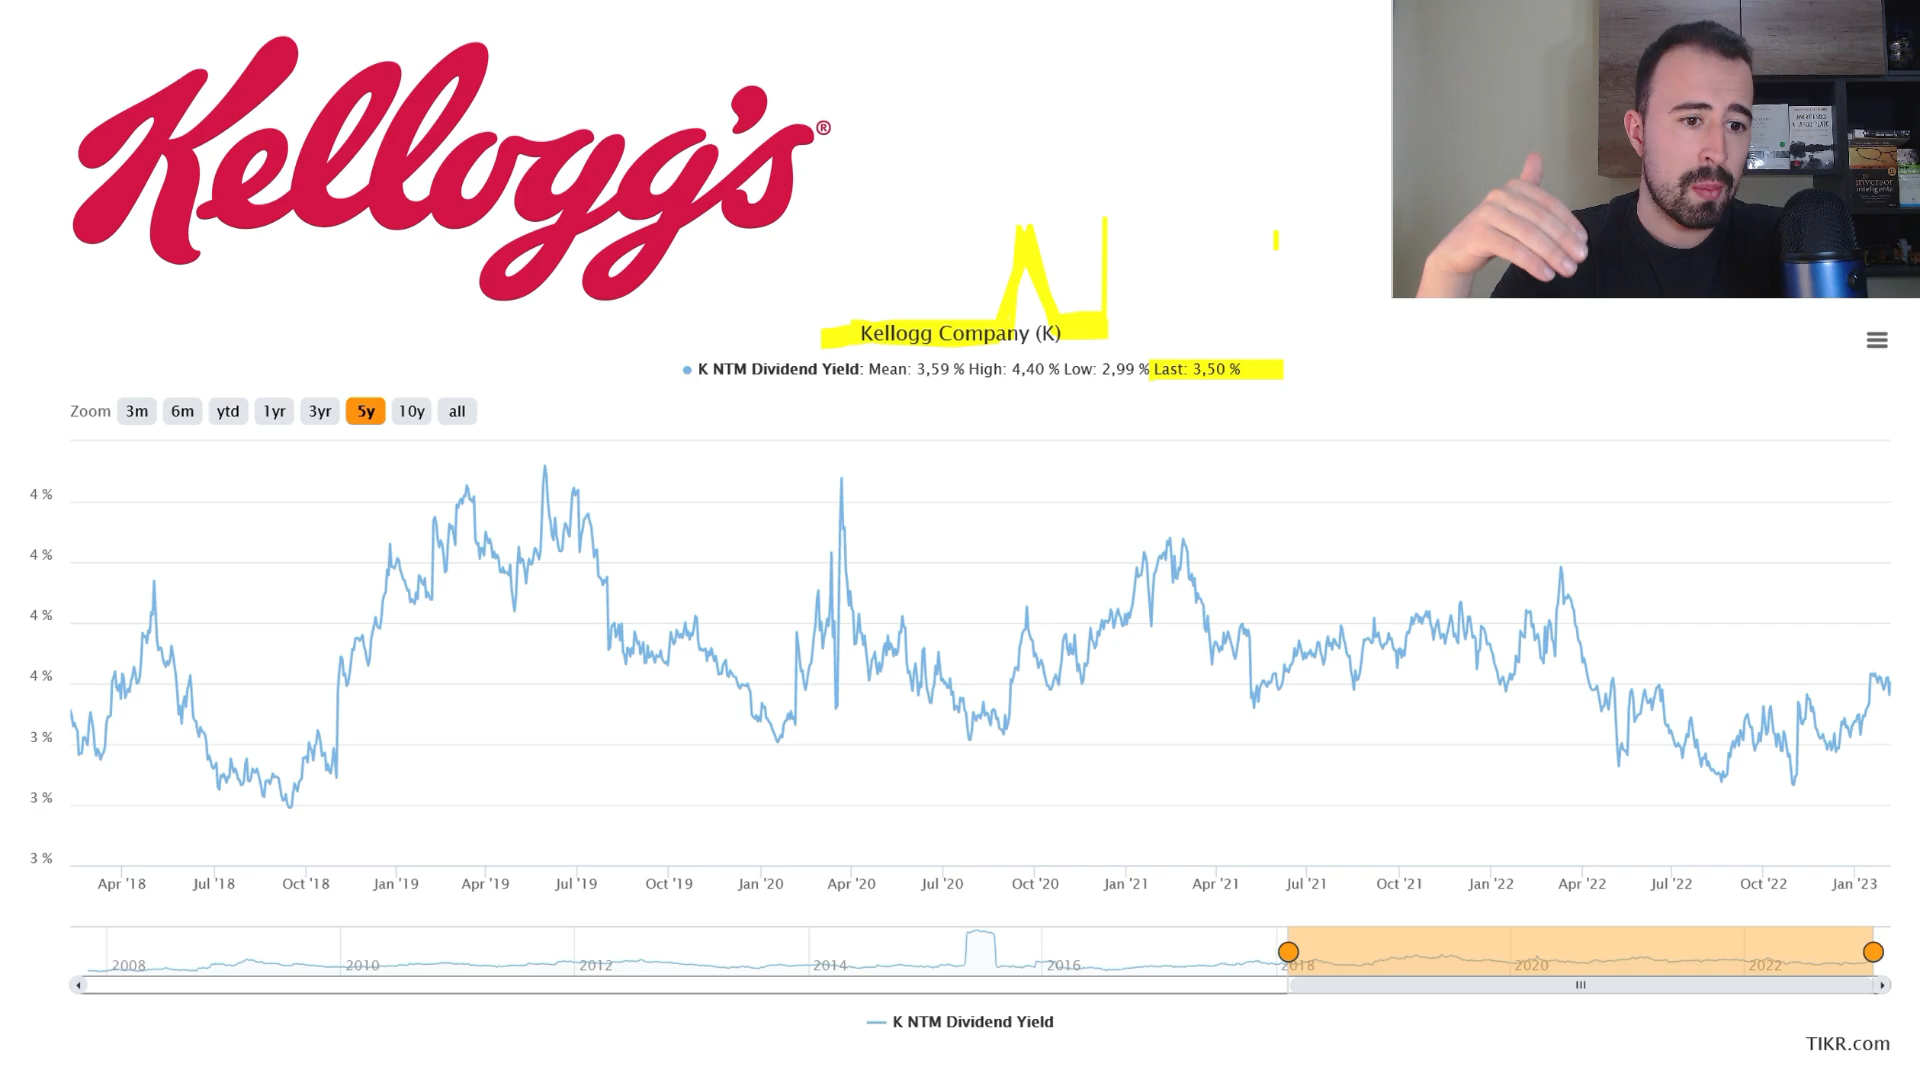 Kellogg's®
inversor
inteligente
Kellogg Company (K)
K NTM Dividend Yield: Mean: 3,59 % High: 4,40 % Low: 2,99 % Last: 3,50 %
Zoom 3m 6m ytd 1yr 3yr 5y 10y all
4 %
4 %
4 %
4 %
3 %
3 %
3 %
Apr '18 Jul '18 Oct '18 Jan '19 Apr '19 Jul '19 Oct '19 Jan '20 Apr '20 Jul '20 Oct '20 Jan '21 Apr '21 Jul '21 Oct '21 Jan '22 Apr '22 Jul '22 Oct '22 Jan '23
2008 2010 2012 2014 2016 2018 2020 2022
K NTM Dividend Yield
TIKR.com